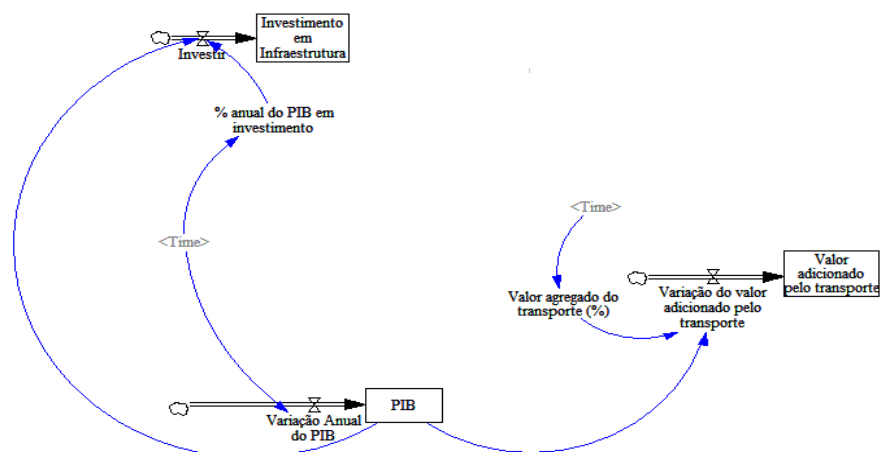 Investimento
em
Infraestrutura
Investir
% anual do PIB em
investimento
<Time>
<Time>
Valor
adicionado
pelo transporte
Valor agregado do
transporte (%)
Variação do valor
adicionado pelo
transporte
PIB
Variação Anual
do PIB